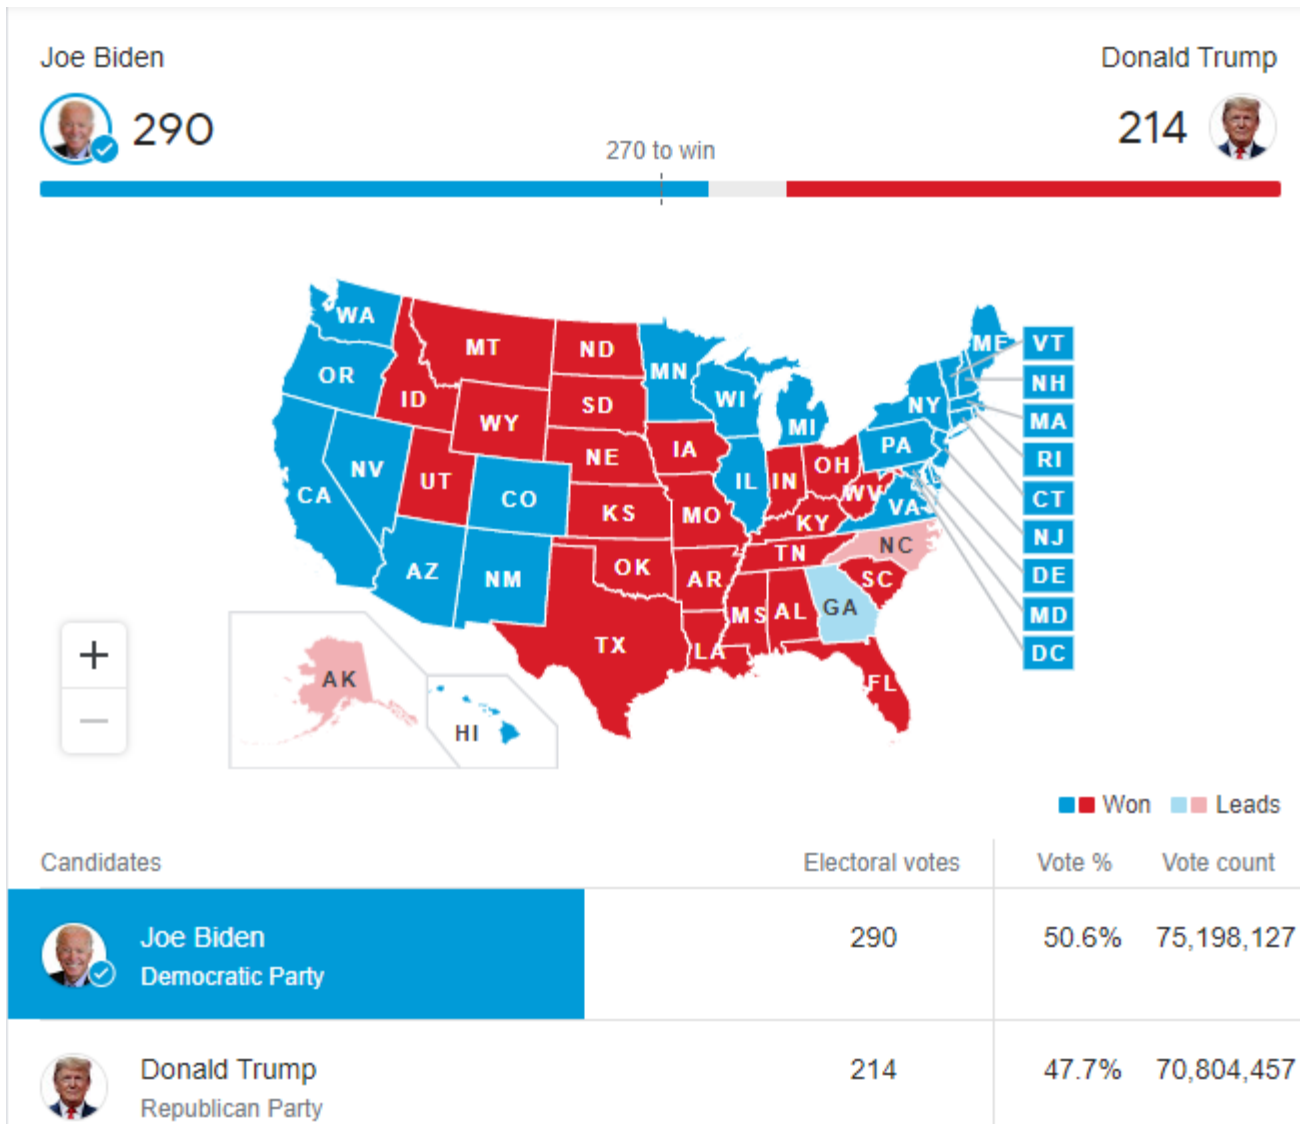 Joe Biden
Donald Trump
290
214
270 to win
WA
MT
ND
MN
ME
VT
OR
ID
SD
WI
MI
NY
NH
WY
MA
NV
UT
NE
IA
PA
RI
CA
CO
KS
MO
IL
IN
OH
WV
VA
CT
KY
NJ
AZ
NM
OK
AR
TN
NC
SC
DE
TX
LA
MS
AL
GA
MD
FL
DC
AK
HI
+
−
Won
Leads
Candidates
Electoral votes
Vote %
Vote count
Joe Biden
290
50.6%
75,198,127
Democratic Party
Donald Trump
214
47.7%
70,804,457
Republican Party